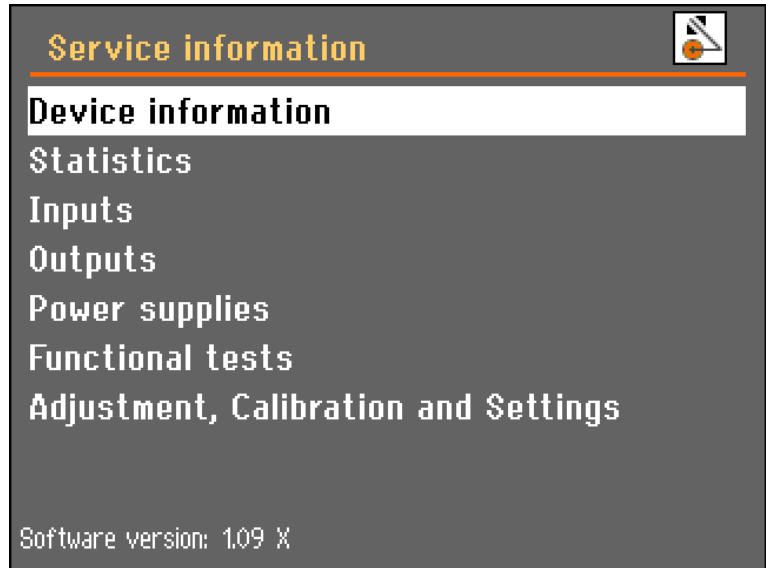 Service information
Device information
Statistics
Inputs
Outputs
Power supplies
Functional tests
Adjustment, Calibration and Settings
Software version: 1.09 X